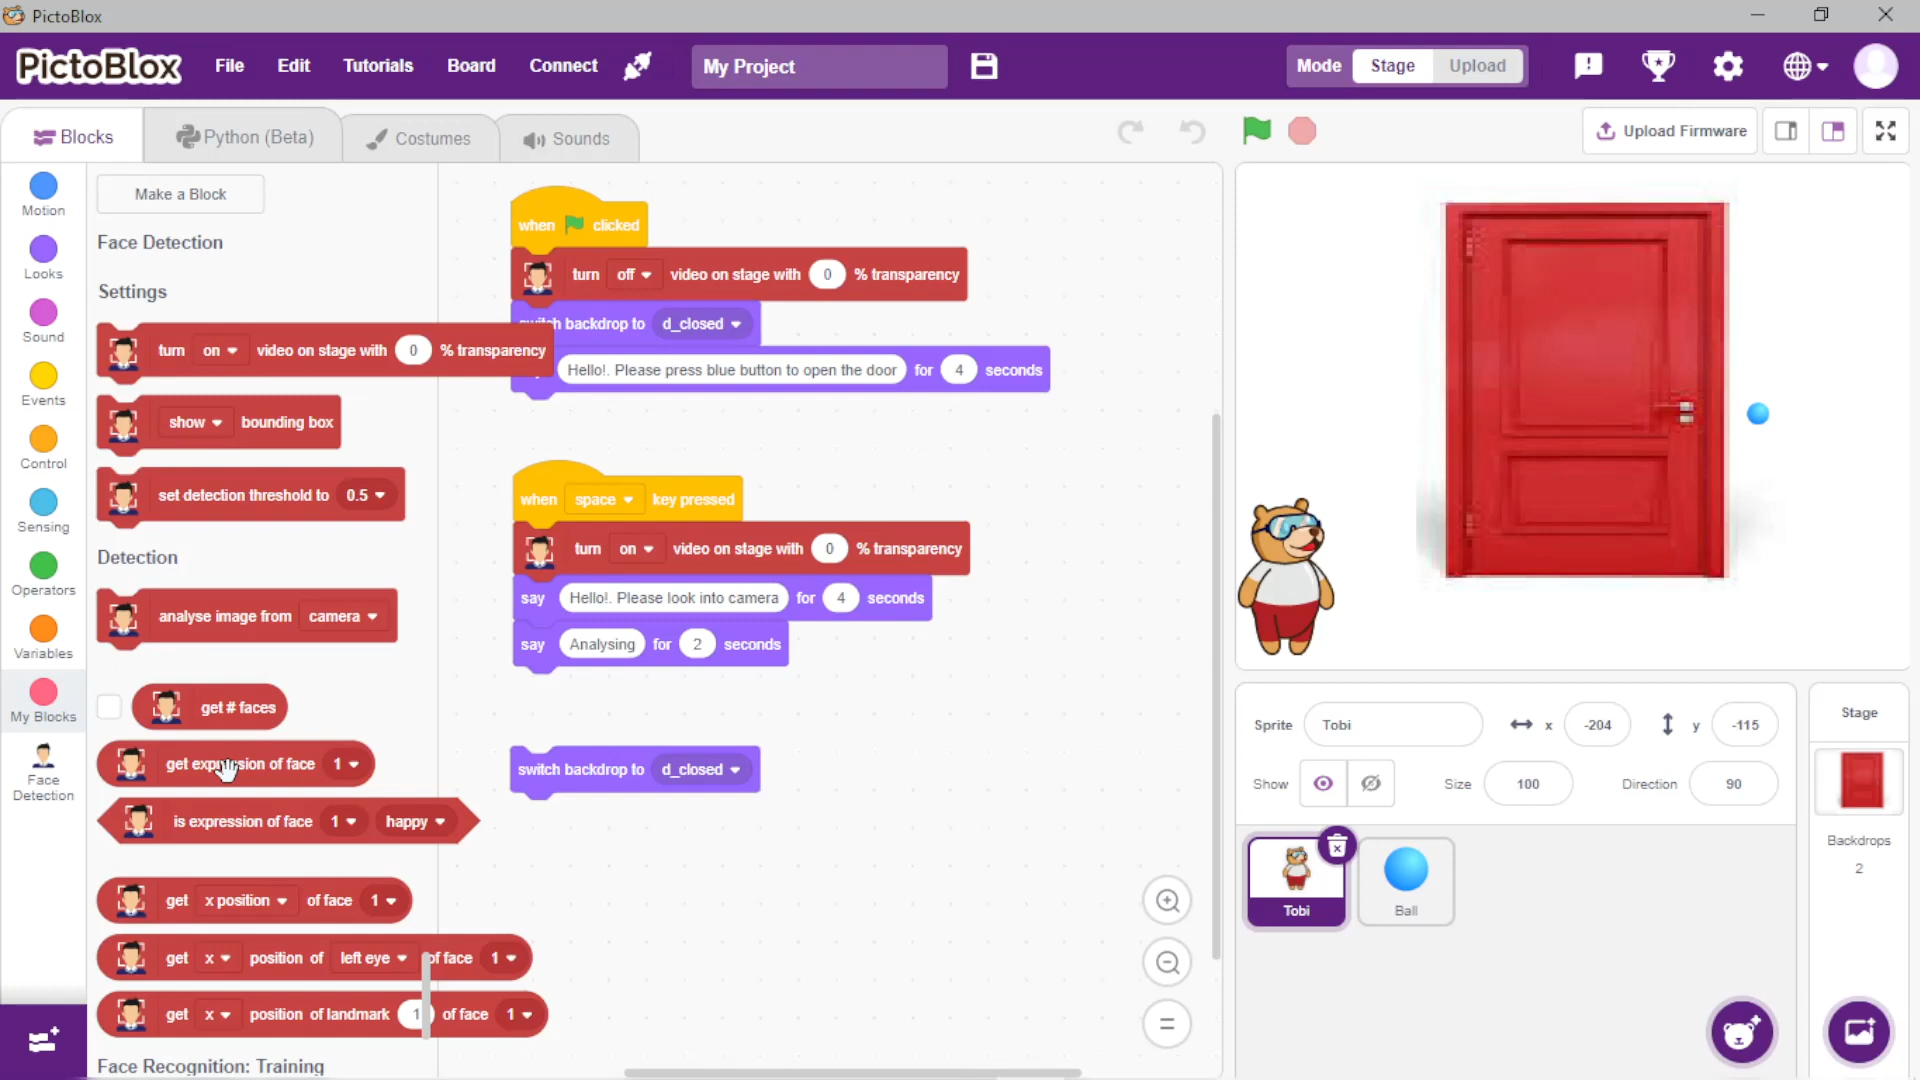 PictoBlox
PictoBlox File Edit Tutorials Board Connect My Project Mode Stage Upload
Blocks Python (Beta) Costumes Sounds Upload Firmware
Motion
Looks
Sound
Events
Control
Sensing
Operators
Variables
My Blocks
Face
Detection
Make a Block
Face Detection
Settings
turn on video on stage with 0 % transparency
show bounding box
set detection threshold to 0.5
Detection
analyse image from camera
get # faces
get expression of face 1
is expression of face 1 happy
get x position of face 1
get x position of left eye of face 1
get x position of landmark 1 of face 1
Face Recognition: Training
when clicked
turn off video on stage with 0 % transparency
switch backdrop to d_closed
Hello!. Please press blue button to open the door for 4 seconds
when space key pressed
turn on video on stage with 0 % transparency
say Hello!. Please look into camera for 4 seconds
say Analysing for 2 seconds
switch backdrop to d_closed
Sprite Tobi x -204 y -115
Show Size 100 Direction 90
Tobi
Ball
Stage
Backdrops
2